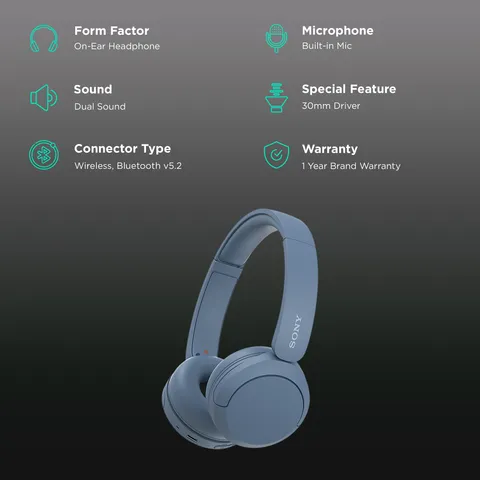 Form Factor
On-Ear Headphone
Microphone
Built-in Mic
Sound
Dual Sound
Special Feature
30mm Driver
Connector Type
Wireless, Bluetooth v5.2
Warranty
1 Year Brand Warranty
SONY